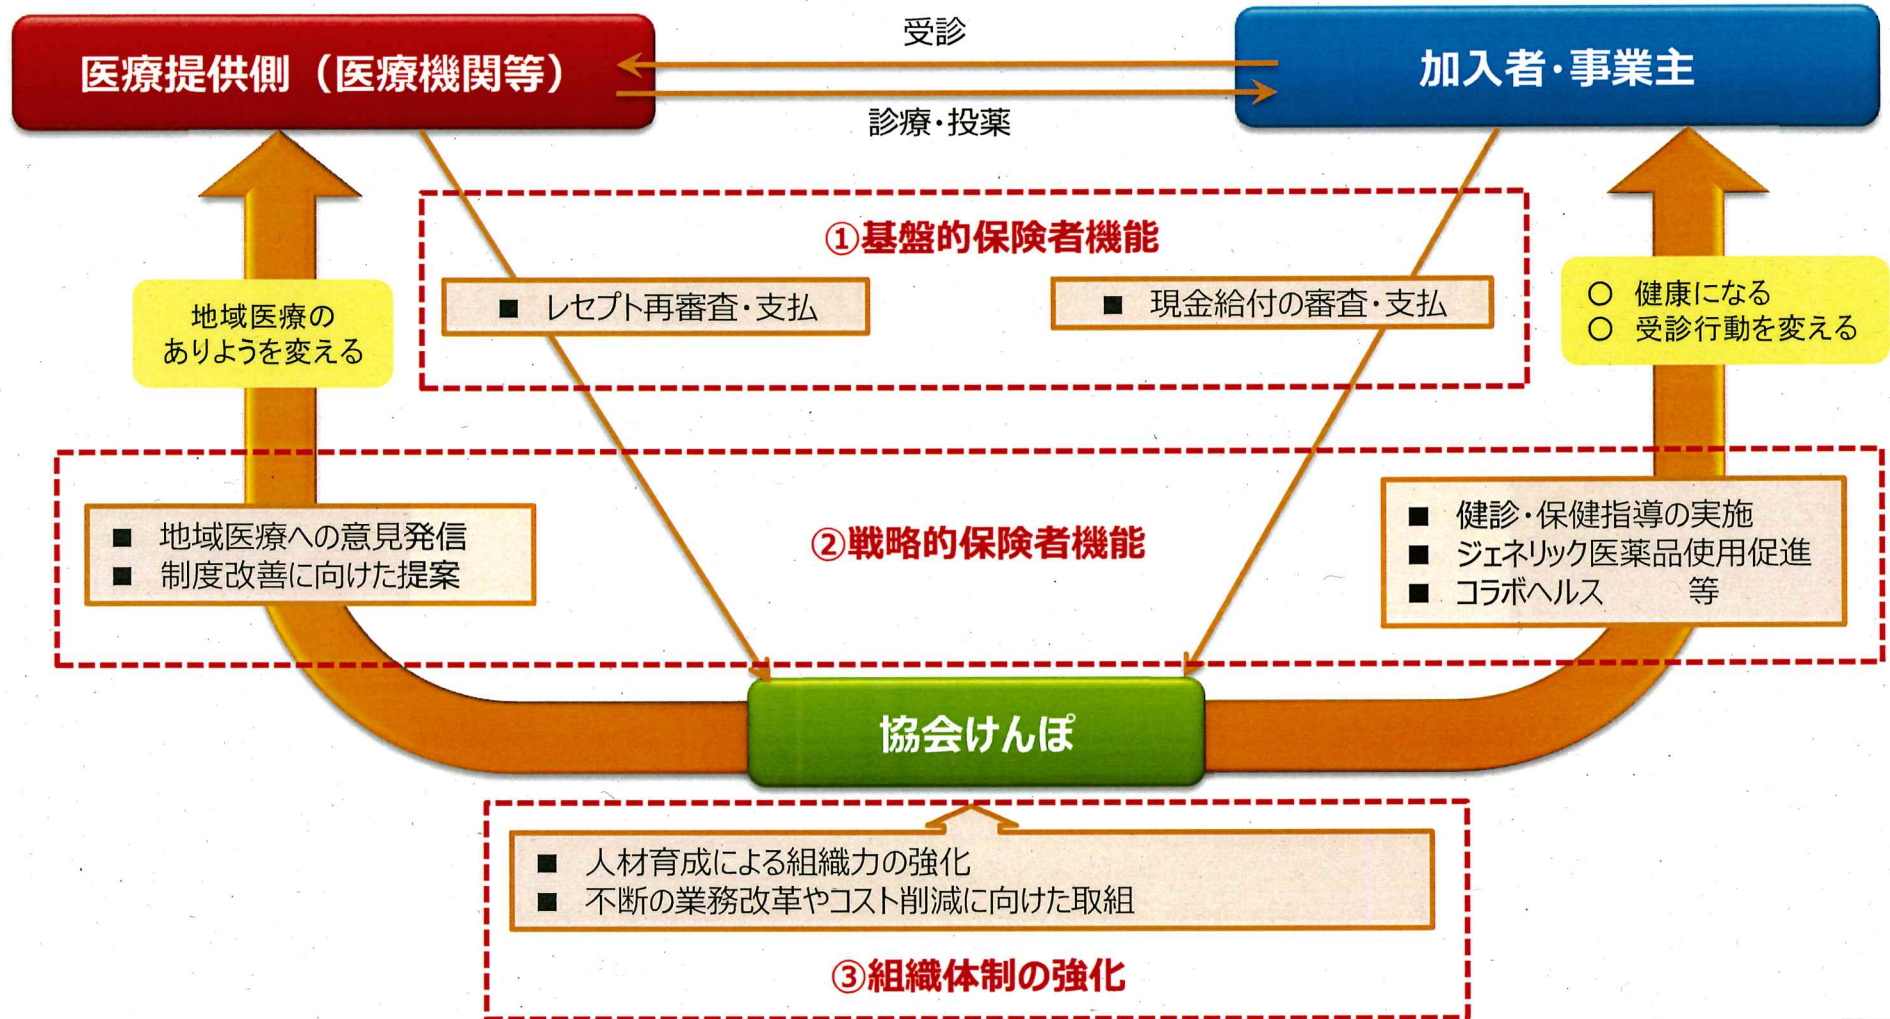 受診
医療提供側（医療機関等）
加入者・事業主
診療・投薬
①基盤的保険者機能
■ レセプト再審査・支払
■ 現金給付の審査・支払
地域医療の
ありようを変える
○ 健康になる
○ 受診行動を変える
■ 地域医療への意見発信
■ 制度改善に向けた提案
②戦略的保険者機能
■ 健診・保健指導の実施
■ ジェネリック医薬品使用促進
■ コラボヘルス 等
協会けんぽ
■ 人材育成による組織力の強化
■ 不断の業務改革やコスト削減に向けた取組
③組織体制の強化